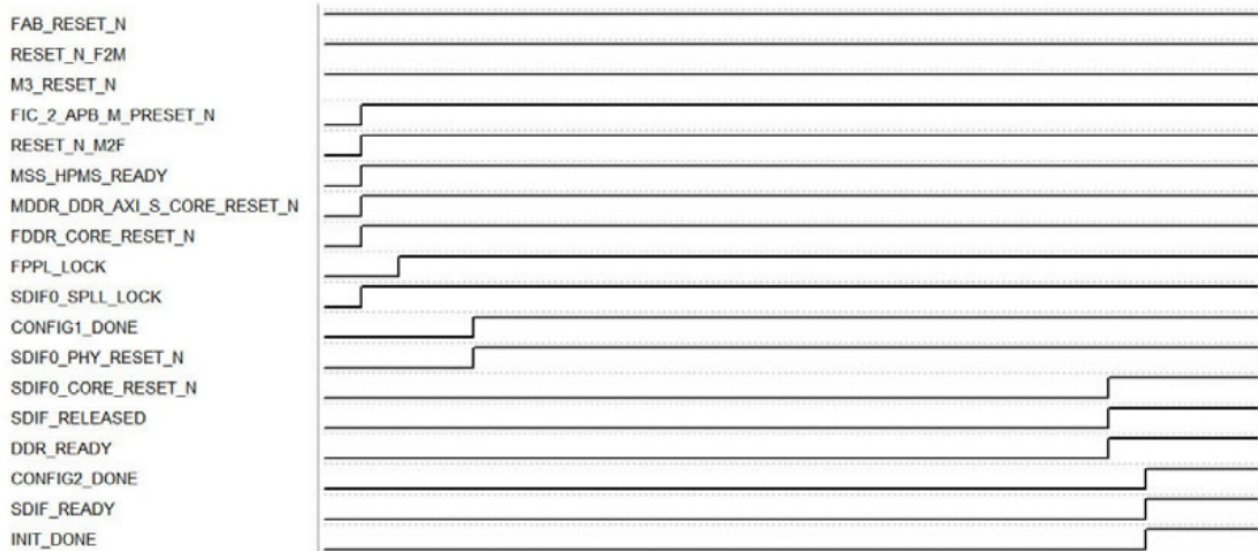 FAB_RESET_N
RESET_N_F2M
M3_RESET_N
FIC_2_APB_M_PRESET_N
RESET_N_M2F
MSS_HPMS_READY
MDDR_DDR_AXI_S_CORE_RESET_N
FDDR_CORE_RESET_N
FPPL_LOCK
SDIF0_SPLL_LOCK
CONFIG1_DONE
SDIF0_PHY_RESET_N
SDIF0_CORE_RESET_N
SDIF_RELEASED
DDR_READY
CONFIG2_DONE
SDIF_READY
INIT_DONE